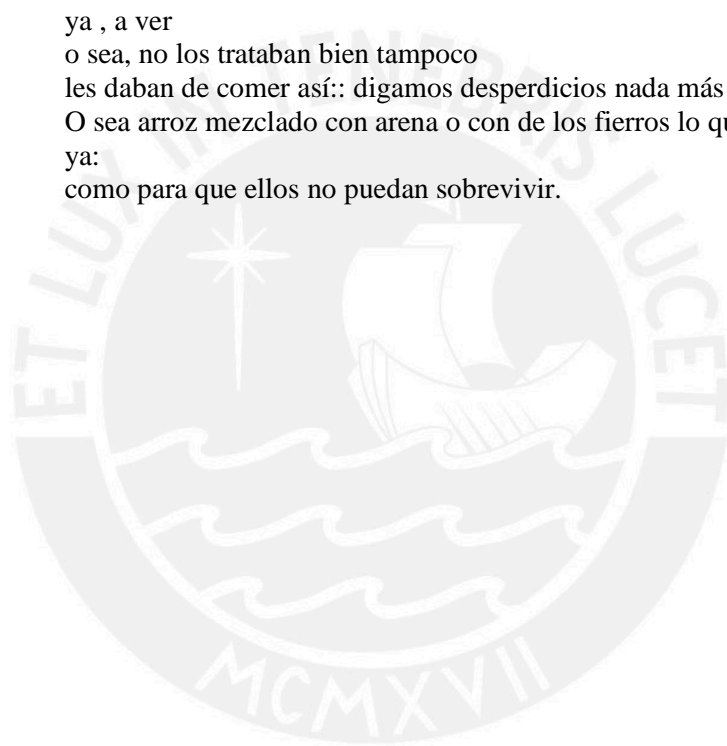 ya , a ver
o sea, no los trataban bien tampoco
les daban de comer así:: digamos desperdicios nada más
O sea arroz mezclado con arena o con de los fierros lo
ya:
como para que ellos no puedan sobrevivir.
ET LUX IN TENEBRIS LUCET
MCMXVII